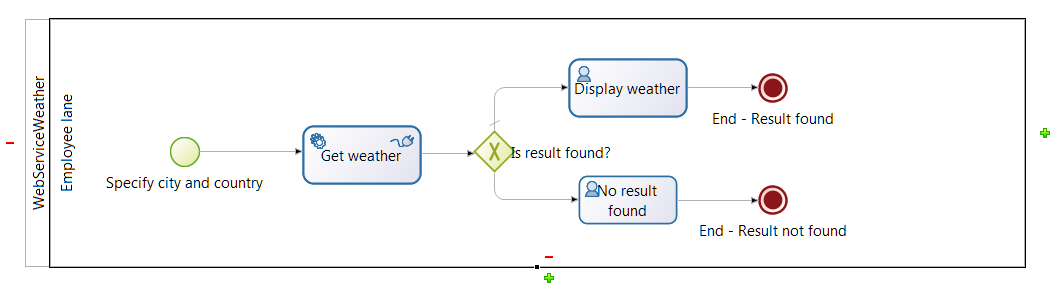 WebServiceWeather
Employee lane
Specify city and country
Get weather
Is result found?
Display weather
End - Result found
No result
found
End - Result not found